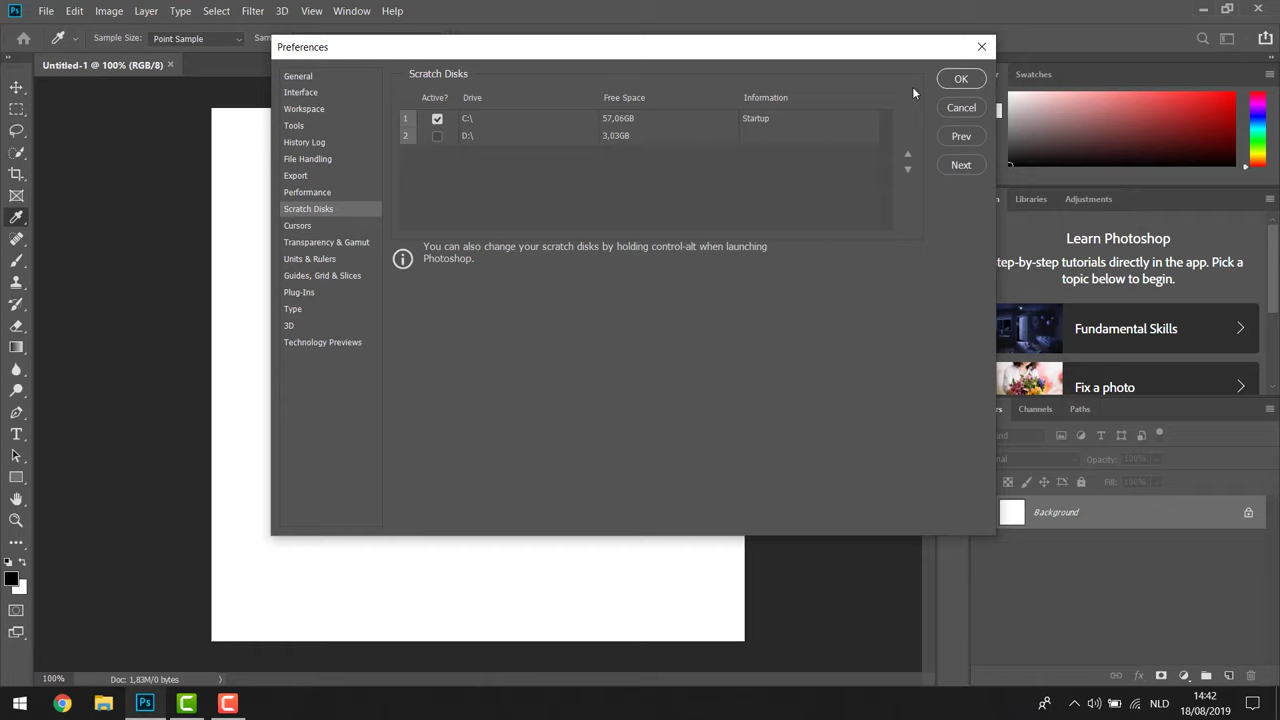 Ps File Edit Image Layer Type Select Filter 3D View Window Help
Sample Size: Point Sample
Untitled-1 @ 100% (RGB/8)
Preferences
General
Interface
Workspace
Tools
History Log
File Handling
Export
Performance
Scratch Disks
Cursors
Transparency & Gamut
Units & Rulers
Guides, Grid & Slices
Plug-Ins
Type
3D
Technology Previews
Scratch Disks
Active? Drive Free Space Information
1 C:\ 57,06GB Startup
2 D:\ 3,03GB
You can also change your scratch disks by holding control-alt when launching
Photoshop.
OK
Cancel
Prev
Next
Swatches
Libraries Adjustments
Learn Photoshop
tep-by-step tutorials directly in the app. Pick a
topic below to begin.
Fundamental Skills
Fix a photo
Channels Paths
Opacity: 100%
Fill: 100%
Background
100% Doc: 1,83M/0 bytes
Ps
NLD
14:42
18/08/2019